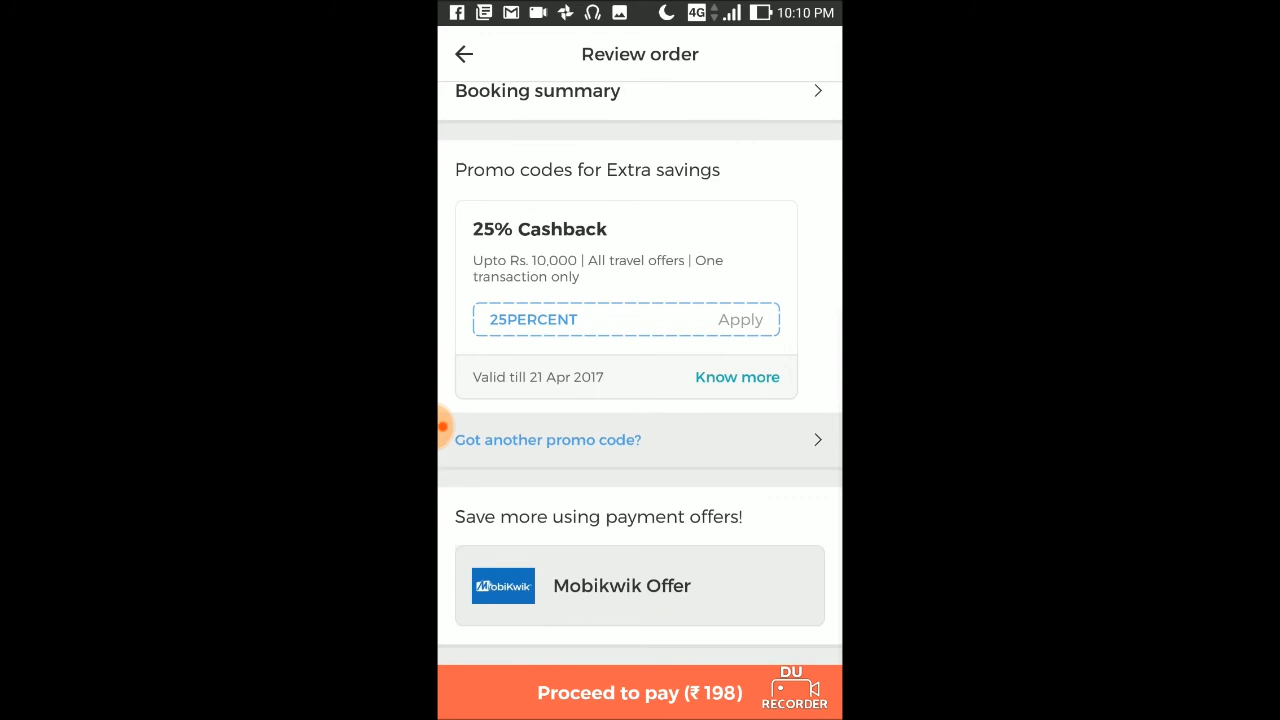 4G 10:10 PM
Review order
Booking summary
Promo codes for Extra savings
25% Cashback
Upto Rs. 10,000 | All travel offers | One
transaction only
25PERCENT Apply
Valid till 21 Apr 2017 Know more
Got another promo code?
Save more using payment offers!
MobiKwik Mobikwik Offer
Proceed to pay (₹ 198)
DU
RECORDER